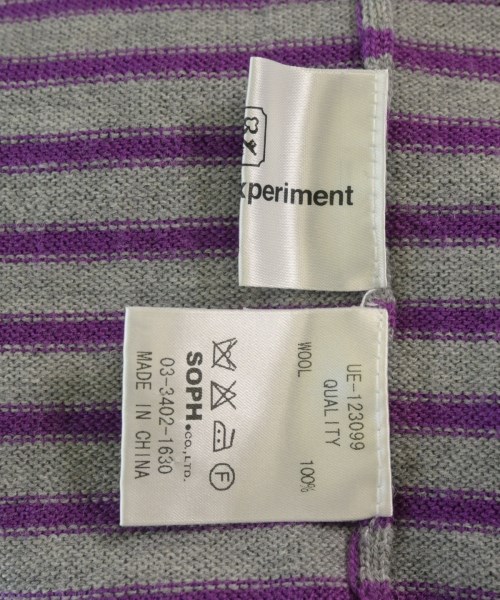 xperiment
UE-123099
QUALITY
WOOL 100%
F
SOPH.CO.,LTD.
03-3402-1630
MADE IN CHINA